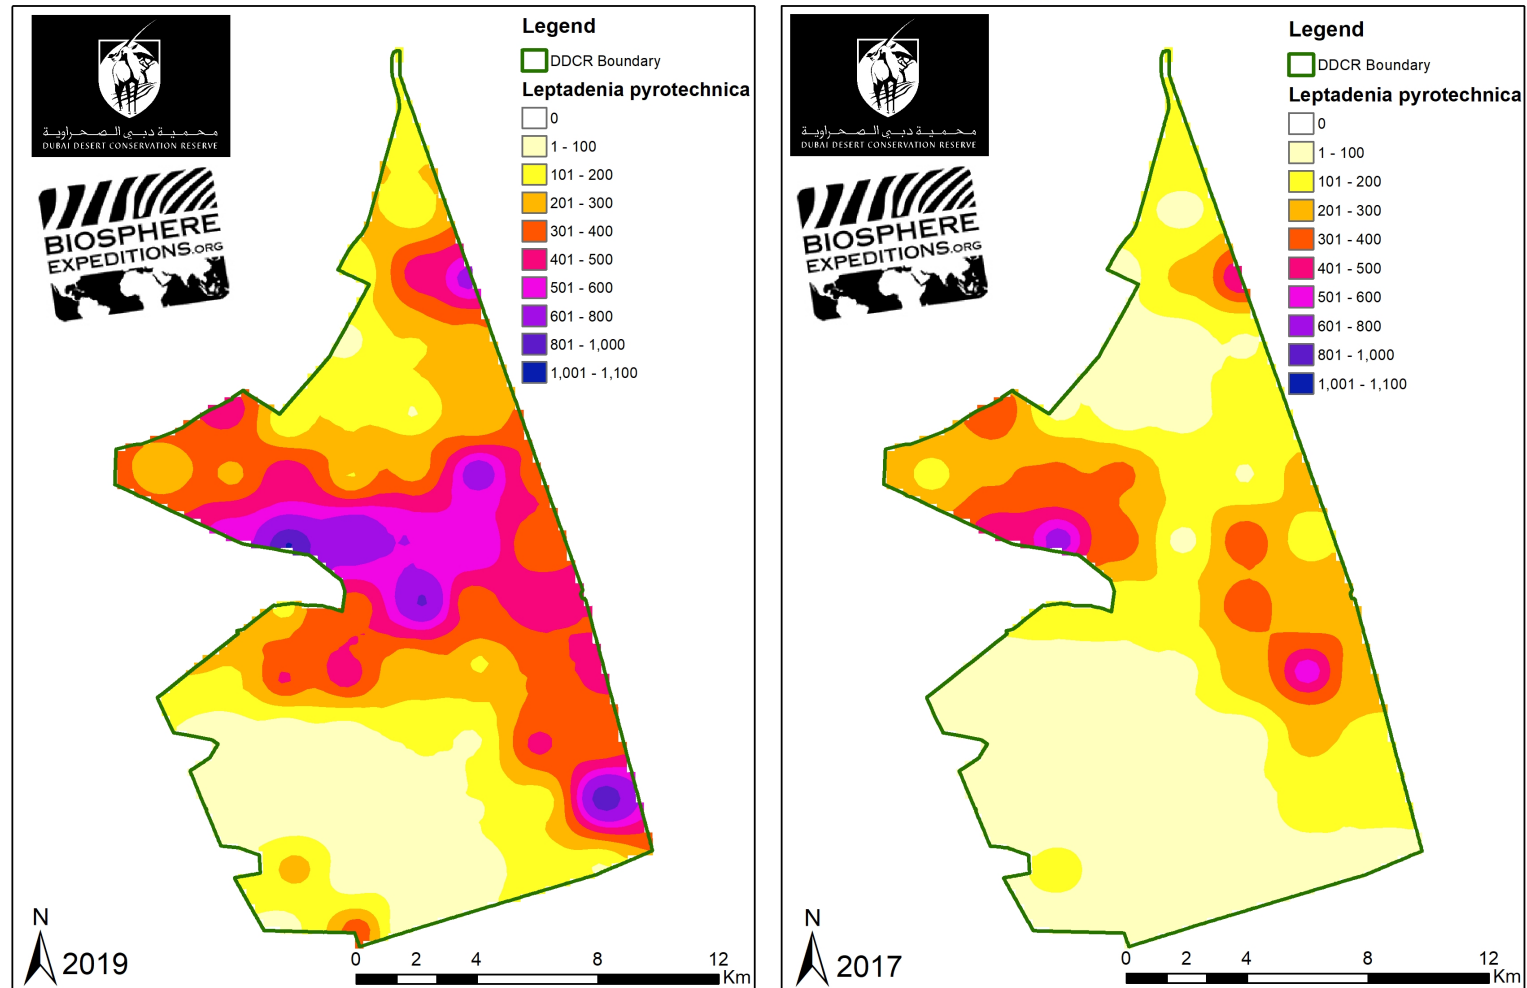 محمية دبي الصحراوية
DUBAI DESERT CONSERVATION RESERVE
BIOSPHERE
EXPEDITIONS.ORG
Legend
DDCR Boundary
Leptadenia pyrotechnica
0
1 - 100
101 - 200
201 - 300
301 - 400
401 - 500
501 - 600
601 - 800
801 - 1,000
1,001 - 1,100
N
2019
0 2 4 8 12
Km
محمية دبي الصحراوية
DUBAI DESERT CONSERVATION RESERVE
BIOSPHERE
EXPEDITIONS.ORG
Legend
DDCR Boundary
Leptadenia pyrotechnica
0
1 - 100
101 - 200
201 - 300
301 - 400
401 - 500
501 - 600
601 - 800
801 - 1,000
1,001 - 1,100
N
2017
0 2 4 8 12
Km